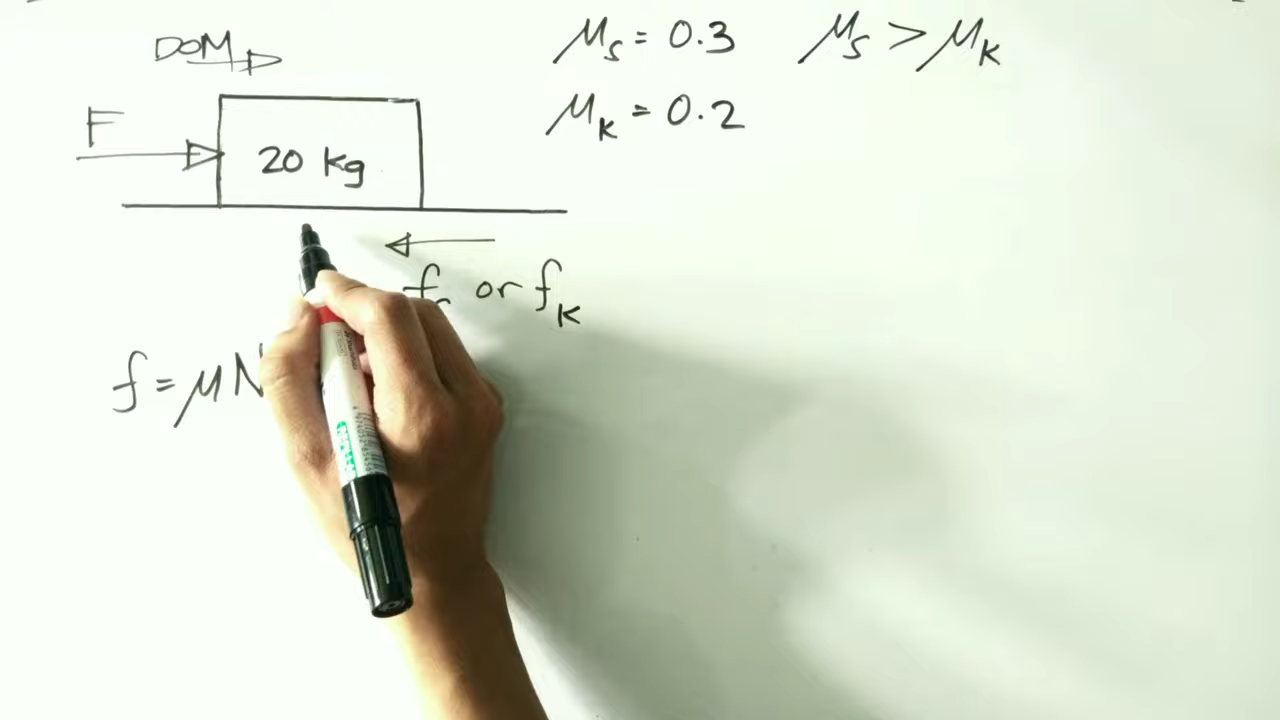 DOM
μs = 0.3 μs > μK
μK = 0.2
F
20 kg
or fK
f = μN